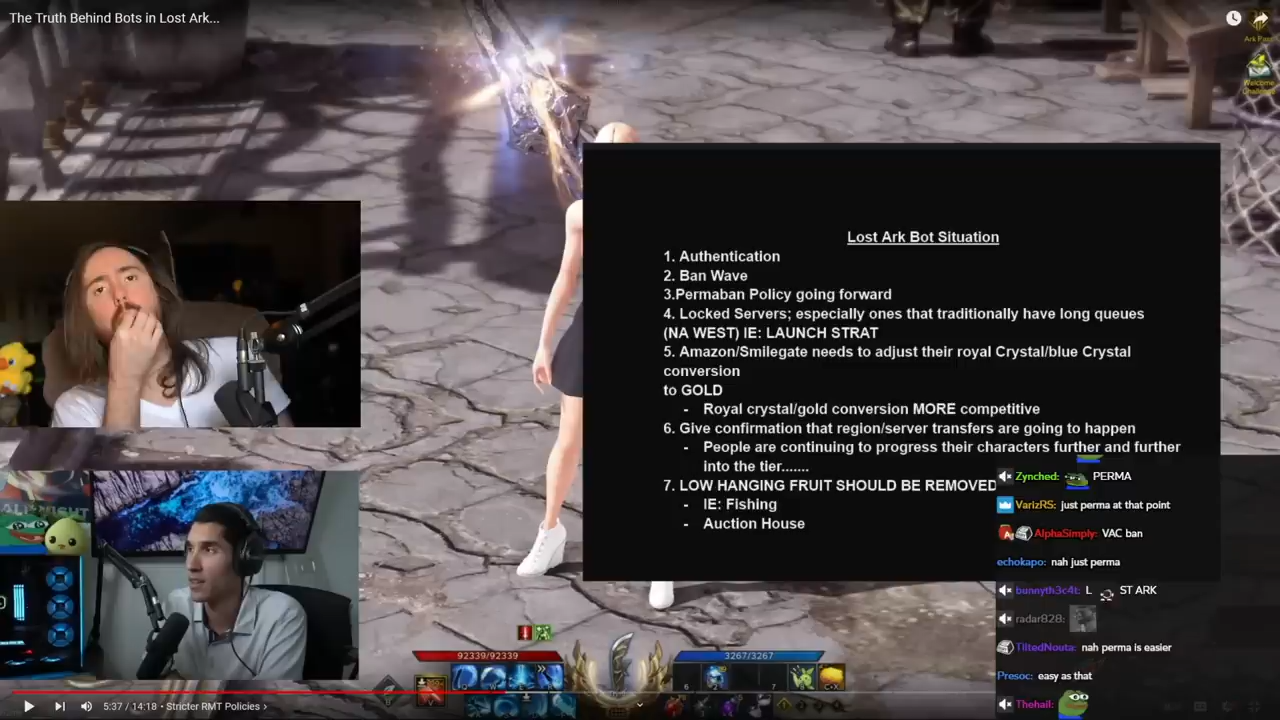 The Truth Behind Bots in Lost Ark...
Lost Ark Bot Situation
1. Authentication
2. Ban Wave
3.Permaban Policy going forward
4. Locked Servers; especially ones that traditionally have long queues
(NA WEST) IE: LAUNCH STRAT
5. Amazon/Smilegate needs to adjust their royal Crystal/blue Crystal
conversion
to GOLD
- Royal crystal/gold conversion MORE competitive
6. Give confirmation that region/server transfers are going to happen
- People are continuing to progress their characters further and further
into the tier.......
7. LOW HANGING FRUIT SHOULD BE REMOVED
- IE: Fishing
- Auction House
Zynched: PERMA
VarizRS: just perma at that point
AlphaSimply: VAC ban
echokapo: nah just perma
bunnyth3c4t: L ST ARK
radar828:
TiltedNouta: nah perma is easier
Presoc: easy as that
Thehail:
92339/92339
3267/3267
5:37 / 14:18 • Stricter RMT Policies >